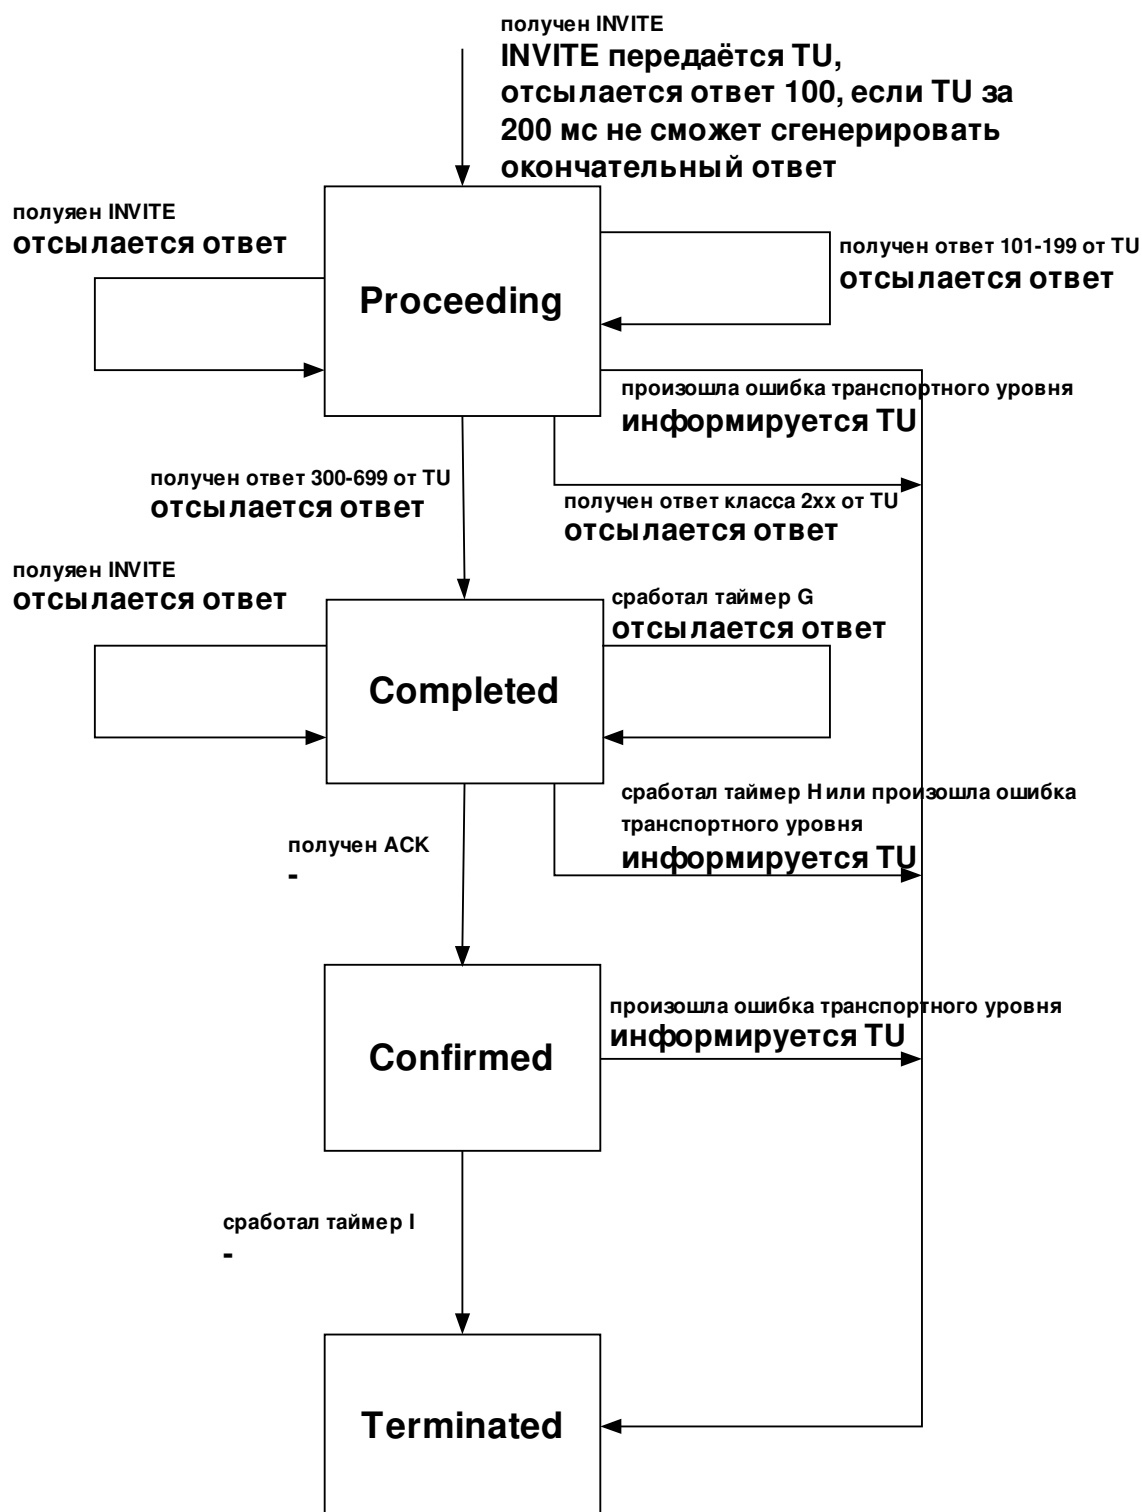 получен INVITE
INVITE передаётся TU,
отсылается ответ 100, если TU за
200 мс не сможет сгенерировать
окончательный ответ
полуяен INVITE
отсылается ответ
получен ответ 101-199 от TU
отсылается ответ
Proceeding
произошла ошибка транспортного уровня
информируется TU
получен ответ 300-699 от TU
отсылается ответ
получен ответ класса 2xx от TU
отсылается ответ
полуяен INVITE
отсылается ответ
сработал таймер G
отсылается ответ
Completed
сработал таймер H или произошла ошибка
транспортного уровня
информируется TU
получен ACK
-
произошла ошибка транспортного уровня
информируется TU
Confirmed
сработал таймер I
-
Terminated